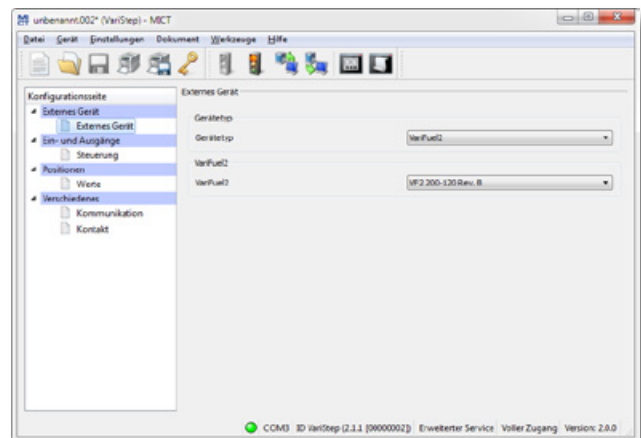 unbenannt.002* (VariStep) - MICT
Datei Gerät Einstellungen Dokument Werkzeuge Hilfe
Konfigurationsseite
Externes Gerät
Externes Gerät
Ein- und Ausgänge
Steuerung
Positionen
Werte
Verschiedenes
Kommunikation
Kontakt
Externes Gerät
Gerätetyp
Gerätetyp VariFuel2
VariFuel2
VariFuel2 VF2 200-120 Rev. B
COM3 ID VariStep (2.1.1 [00000002]) Erweiterter Service Voller Zugang Version: 2.0.0